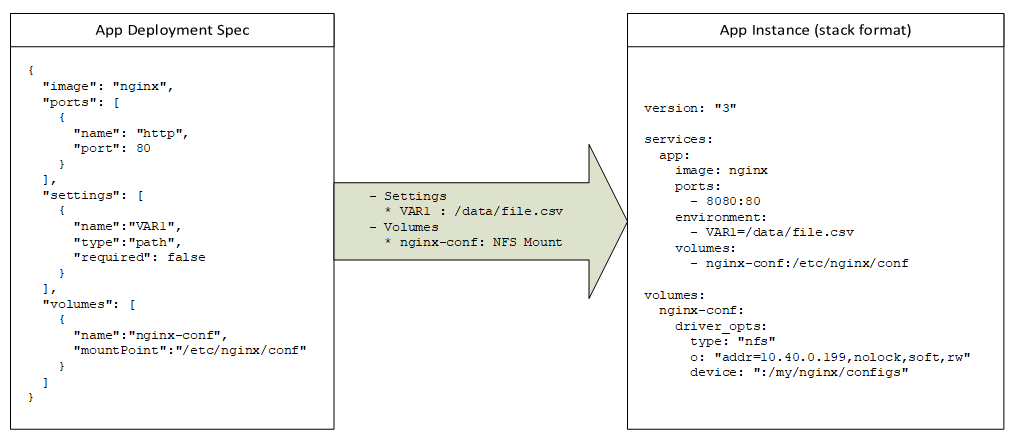 App Deployment Spec
{
  "image": "nginx",
  "ports": [
    {
      "name": "http",
      "port": 80
    }
  ],
  "settings": [
    {
      "name":"VAR1",
      "type":"path",
      "required": false
    }
  ],
  "volumes": [
    {
      "name":"nginx-conf",
      "mountPoint":"/etc/nginx/conf"
    }
  ]
}
- Settings
  * VAR1 : /data/file.csv
- Volumes
  * nginx-conf: NFS Mount
App Instance (stack format)
version: "3"
services:
  app:
    image: nginx
    ports:
      - 8080:80
    environment:
      - VAR1=/data/file.csv
    volumes:
      - nginx-conf:/etc/nginx/conf
volumes:
  nginx-conf:
    driver_opts:
      type: "nfs"
      o: "addr=10.40.0.199,nolock,soft,rw"
      device: ":/my/nginx/configs"